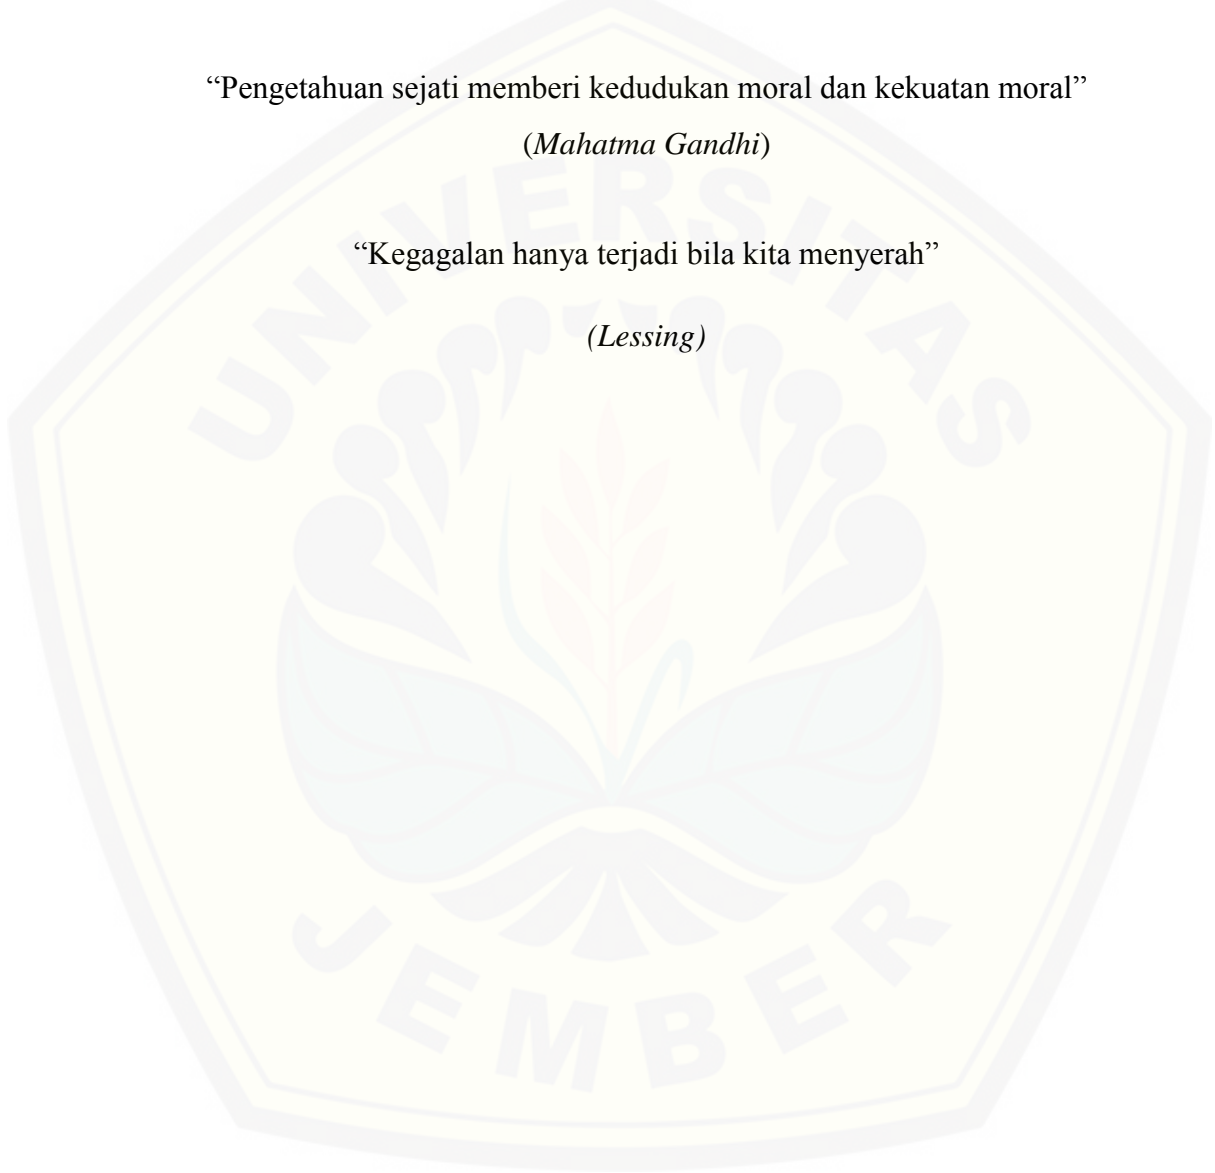 “Pengetahuan sejati memberi kedudukan moral dan kekuatan moral”
(Mahatma Gandhi)
“Kegagalan hanya terjadi bila kita menyerah”
(Lessing)
UNIVERSITAS
JEMBER